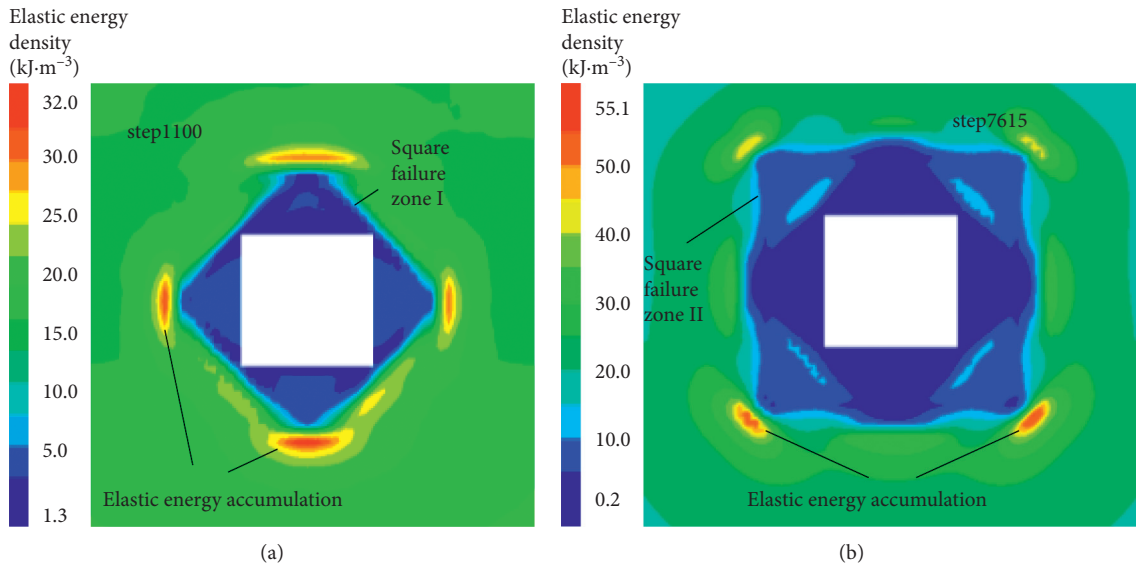 Elastic energy
density
(kJ·m⁻³)
32.0
30.0
25.0
20.0
15.0
10.0
5.0
1.3
step1100
Square
failure
zone I
Elastic energy accumulation
(a)
Elastic energy
density
(kJ·m⁻³)
55.1
50.0
40.0
30.0
20.0
10.0
0.2
step7615
Square
failure
zone II
Elastic energy accumulation
(b)